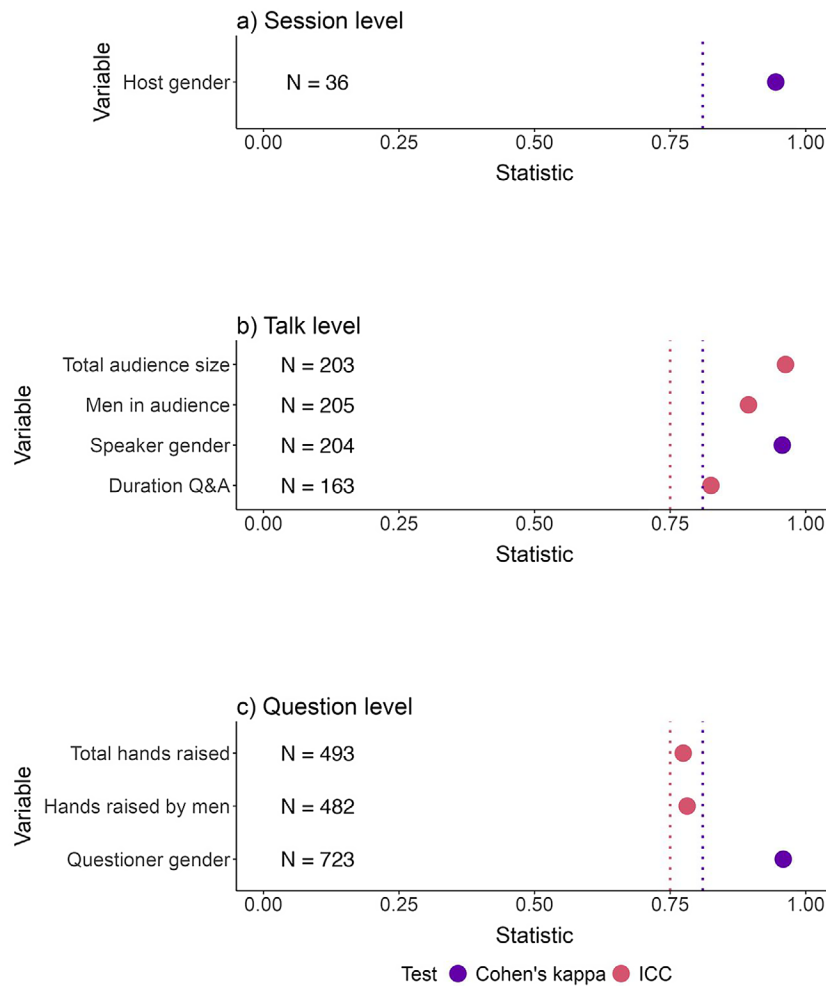 a) Session level
Variable
Host gender
N = 36
0.00 0.25 0.50 0.75 1.00
Statistic
b) Talk level
Variable
Total audience size N = 203
Men in audience N = 205
Speaker gender N = 204
Duration Q&A N = 163
0.00 0.25 0.50 0.75 1.00
Statistic
c) Question level
Variable
Total hands raised N = 493
Hands raised by men N = 482
Questioner gender N = 723
0.00 0.25 0.50 0.75 1.00
Statistic
Test Cohen's kappa ICC